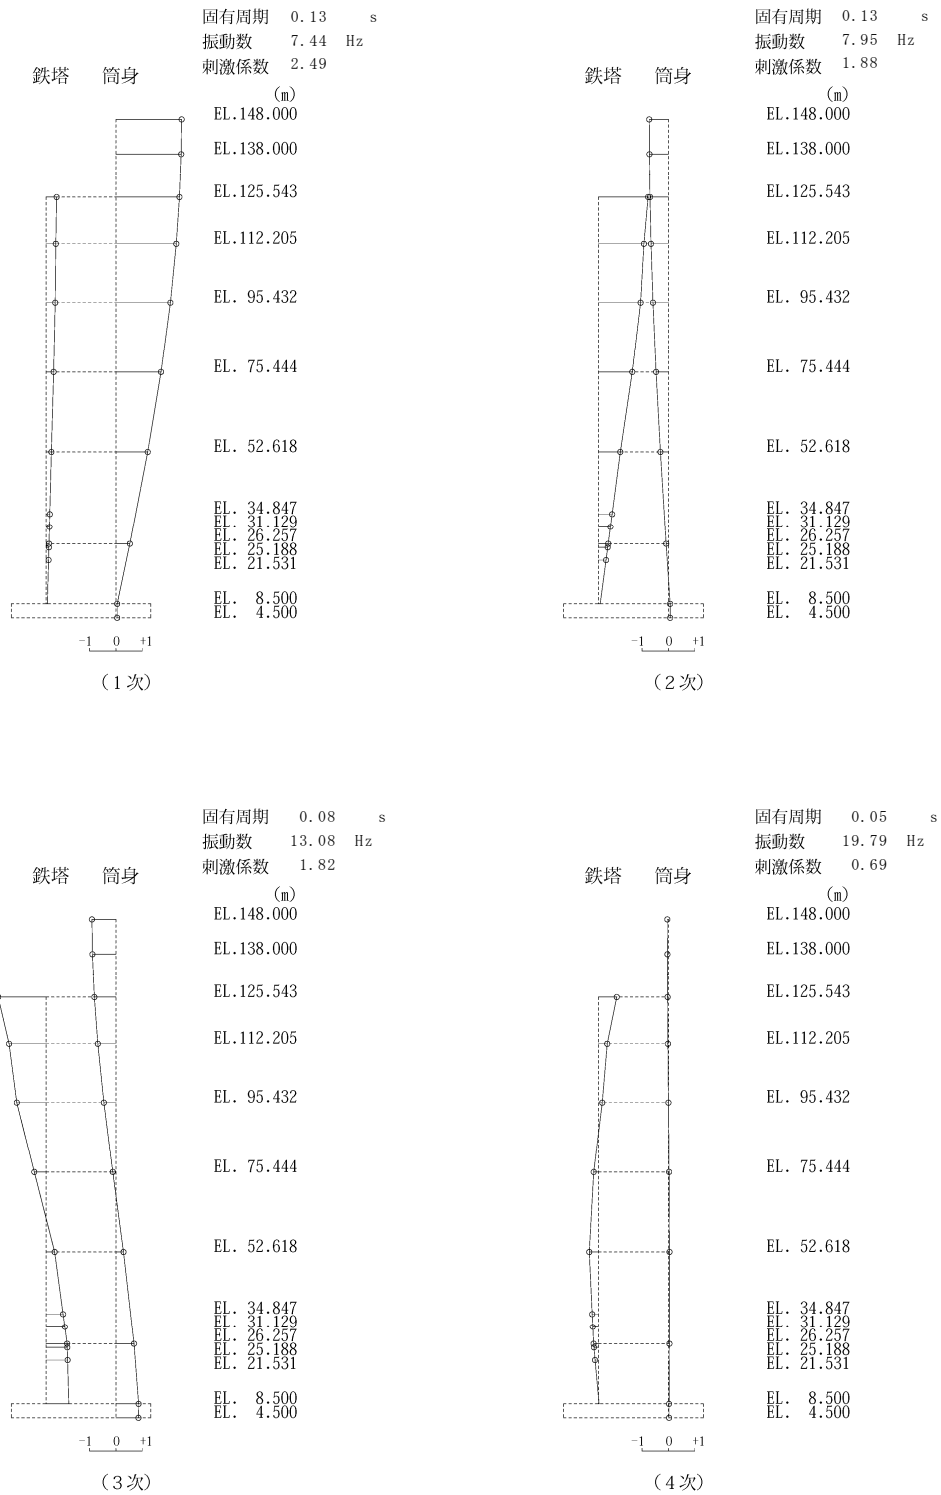 固有周期 0.13 s
振動数 7.44 Hz
刺激係数 2.49
鉄塔 筒身
(m)
EL.148.000
EL.138.000
EL.125.543
EL.112.205
EL. 95.432
EL. 75.444
EL. 52.618
EL. 34.847
EL. 31.129
EL. 26.257
EL. 25.188
EL. 21.531
EL. 8.500
EL. 4.500
-1 0 +1
(1次)
固有周期 0.13 s
振動数 7.95 Hz
刺激係数 1.88
鉄塔 筒身
(m)
EL.148.000
EL.138.000
EL.125.543
EL.112.205
EL. 95.432
EL. 75.444
EL. 52.618
EL. 34.847
EL. 31.129
EL. 26.257
EL. 25.188
EL. 21.531
EL. 8.500
EL. 4.500
-1 0 +1
(2次)
固有周期 0.08 s
振動数 13.08 Hz
刺激係数 1.82
鉄塔 筒身
(m)
EL.148.000
EL.138.000
EL.125.543
EL.112.205
EL. 95.432
EL. 75.444
EL. 52.618
EL. 34.847
EL. 31.129
EL. 26.257
EL. 25.188
EL. 21.531
EL. 8.500
EL. 4.500
-1 0 +1
(3次)
固有周期 0.05 s
振動数 19.79 Hz
刺激係数 0.69
鉄塔 筒身
(m)
EL.148.000
EL.138.000
EL.125.543
EL.112.205
EL. 95.432
EL. 75.444
EL. 52.618
EL. 34.847
EL. 31.129
EL. 26.257
EL. 25.188
EL. 21.531
EL. 8.500
EL. 4.500
-1 0 +1
(4次)